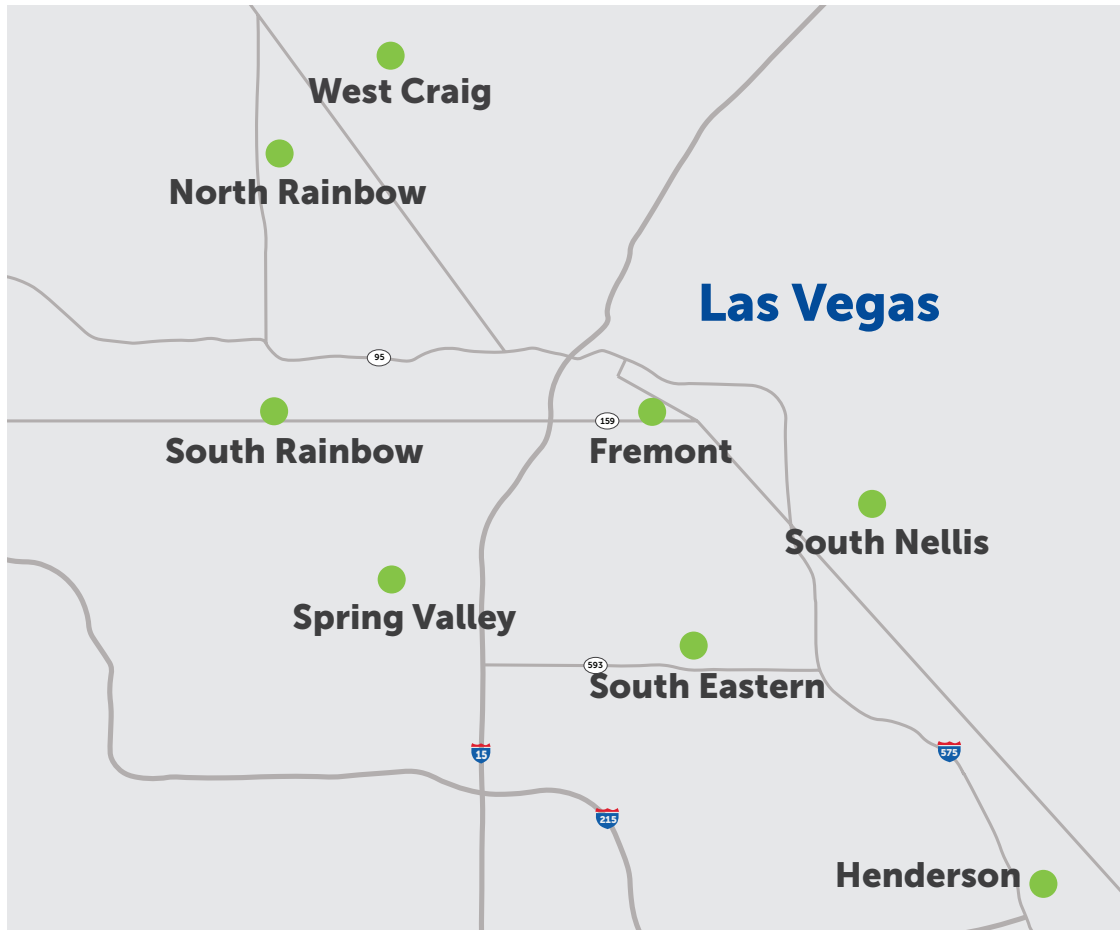 West Craig
North Rainbow
Las Vegas
95
159
South Rainbow
Fremont
South Nellis
Spring Valley
593
South Eastern
15
575
215
Henderson